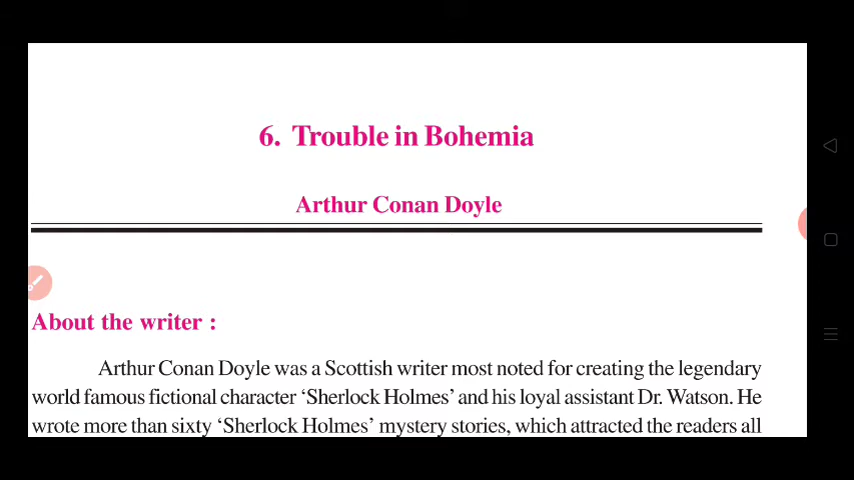 6. Trouble in Bohemia
Arthur Conan Doyle
About the writer :
Arthur Conan Doyle was a Scottish writer most noted for creating the legendary
world famous fictional character ‘Sherlock Holmes’ and his loyal assistant Dr. Watson. He
wrote more than sixty ‘Sherlock Holmes’ mystery stories, which attracted the readers all